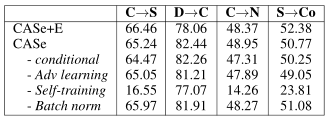 C→S D→C C→N S→Co
CASe+E 66.46 78.06 48.37 52.38
CASe 65.24 82.44 48.95 50.77
- conditional 64.47 82.26 47.31 50.25
- Adv learning 65.05 81.21 47.89 49.05
- Self-training 16.55 77.07 14.26 23.81
- Batch norm 65.97 81.91 48.27 51.08